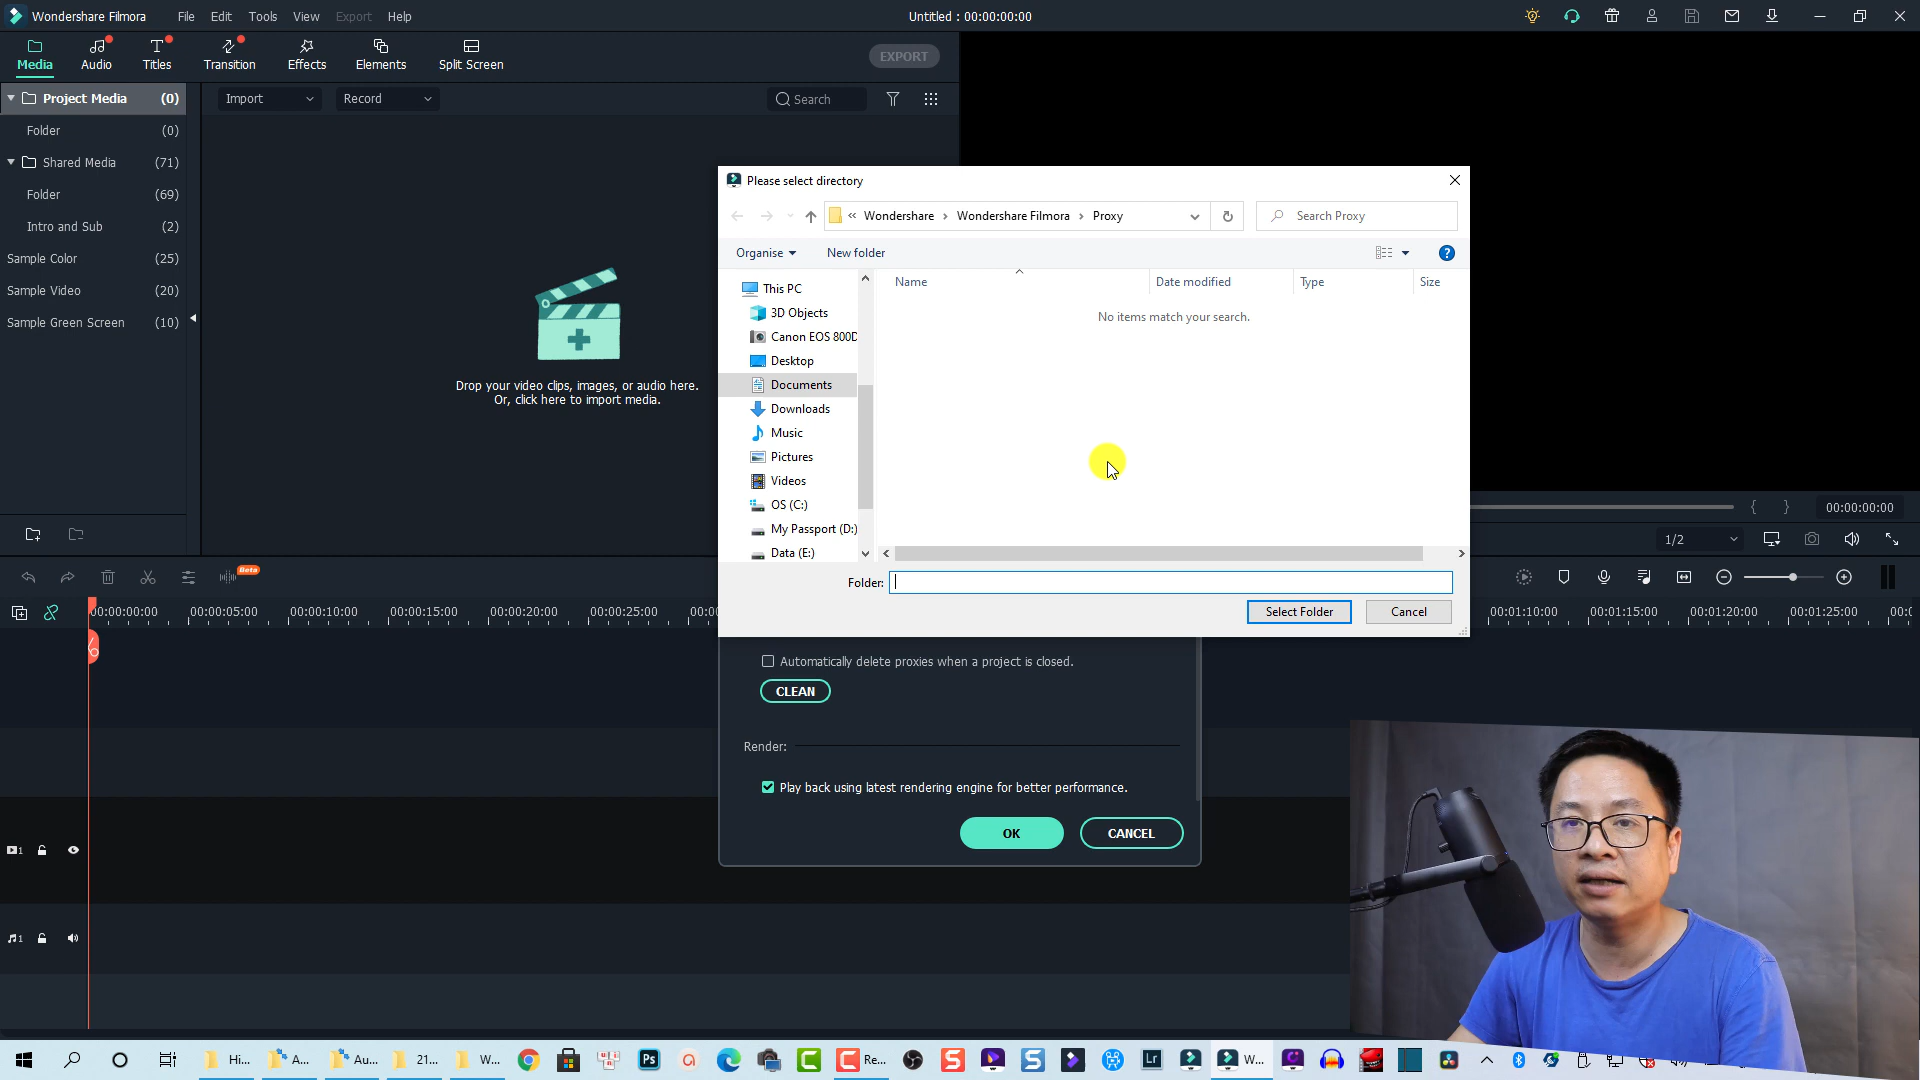 Wondershare Filmora
File
Edit
Tools
View
Export
Help
Untitled : 00:00:00:00
Media
Audio
Titles
Transition
Effects
Elements
Split Screen
EXPORT
Project Media (0)
Folder (0)
Shared Media (71)
Folder (69)
Intro and Sub (2)
Sample Color (25)
Sample Video (20)
Sample Green Screen (10)
Import
Record
Search
Drop your video clips, images, or audio here.
Or, click here to import media.
Please select directory
« Wondershare › Wondershare Filmora › Proxy
Search Proxy
Organise
New folder
Name
Date modified
Type
Size
No items match your search.
This PC
3D Objects
Canon EOS 800D
Desktop
Documents
Downloads
Music
Pictures
Videos
OS (C:)
My Passport (D:)
Data (E:)
Folder:
Select Folder
Cancel
{ }
00:00:00:00
1/2
Beta
00:00:00:00
00:00:05:00
00:00:10:00
00:00:15:00
00:00:20:00
00:00:25:00
00:01:10:00
00:01:15:00
00:01:20:00
00:01:25:00
Automatically delete proxies when a project is closed.
CLEAN
Render:
Play back using latest rendering engine for better performance.
OK
CANCEL
1
1
Hi...
A...
Au...
21...
W...
Ps
Re...
S
S
Lr
W...